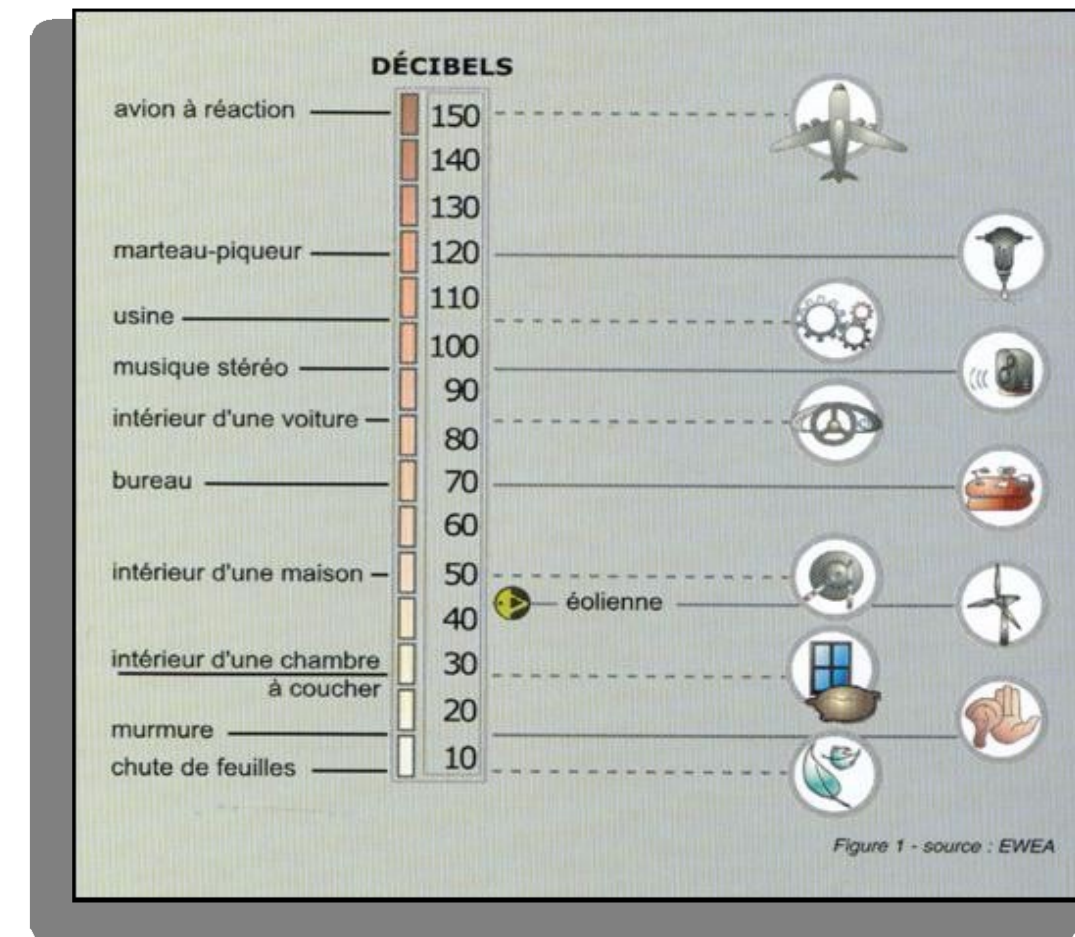 DÉCIBELS
avion à réaction 150
140
130
marteau-piqueur 120
110
usine
100
musique stéréo
90
intérieur d'une voiture
80
bureau 70
60
intérieur d'une maison 50
éolienne
40
intérieur d'une chambre 30
à coucher
20
murmure
10
chute de feuilles
Figure 1 - source : EWEA